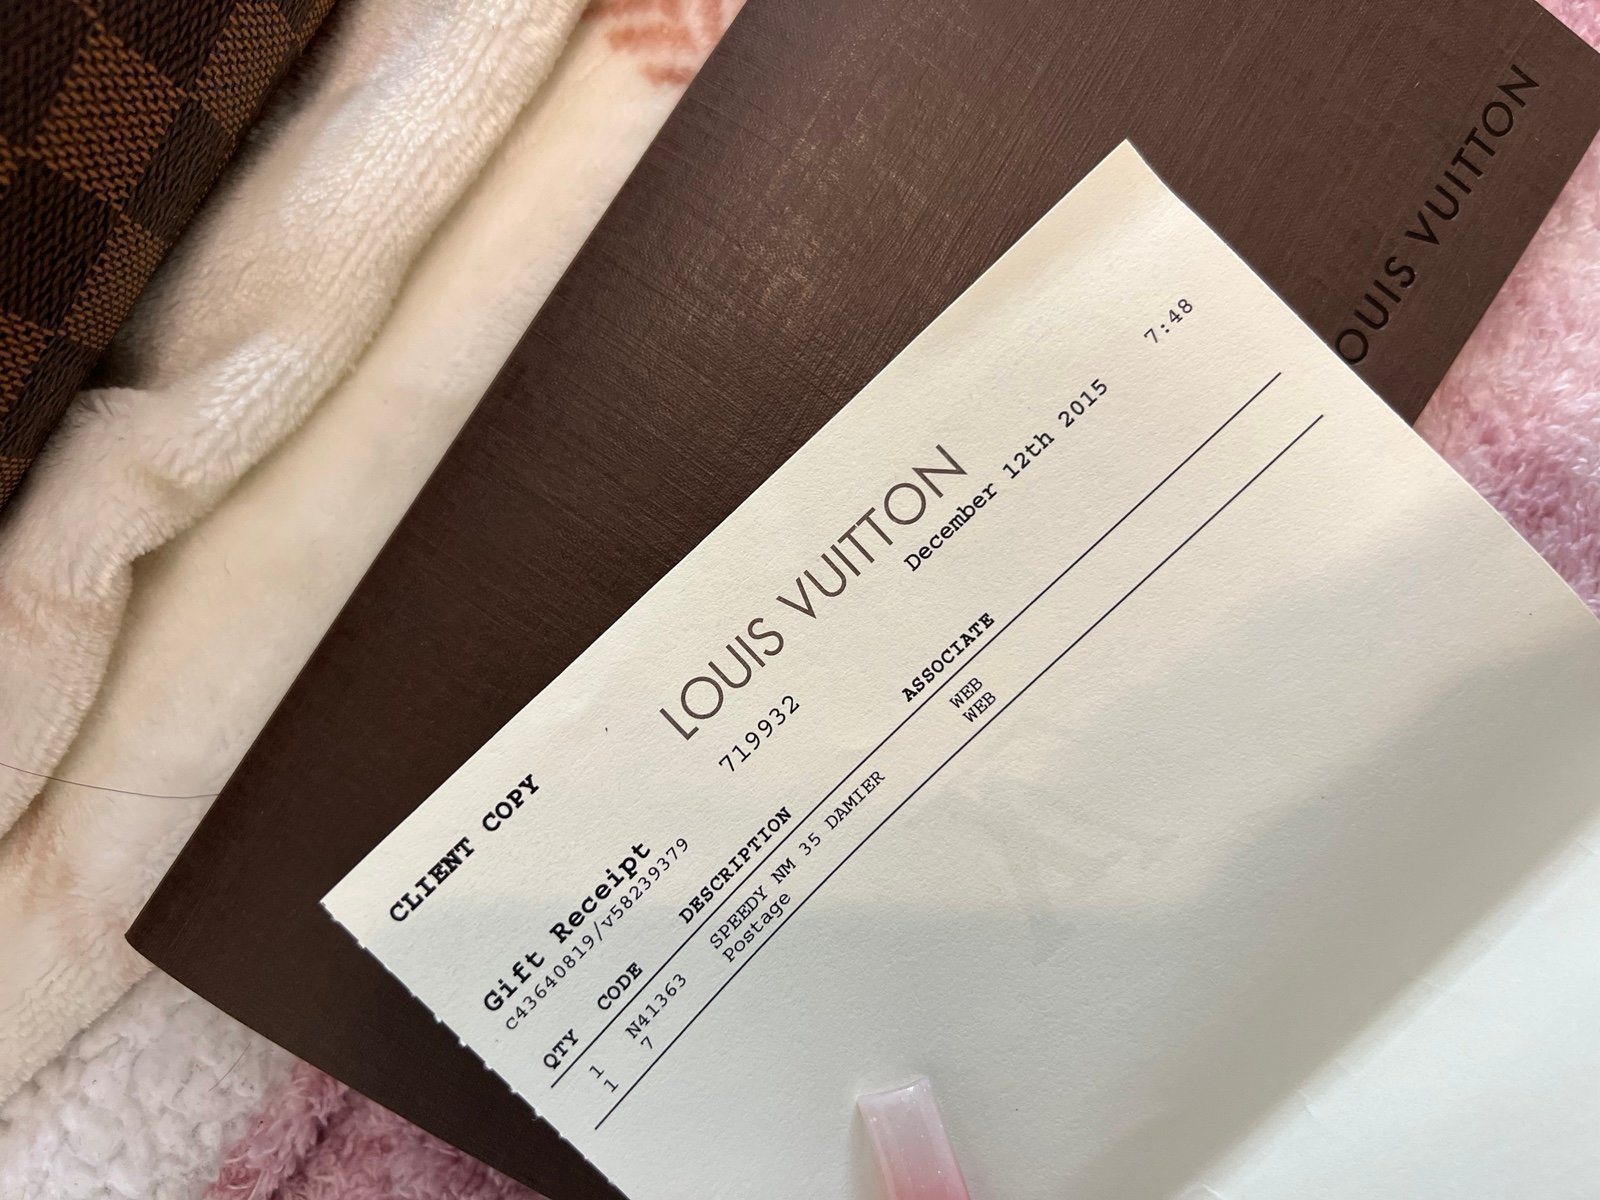 LOUIS VUITTON
CLIENT COPY
LOUIS VUITTON
719932 December 12th 2015 7:48
Gift Receipt
c43640819/v58239379
QTY CODE DESCRIPTION ASSOCIATE
1 N41363 SPEEDY NM 35 DAMIER WEB
1 7 Postage WEB